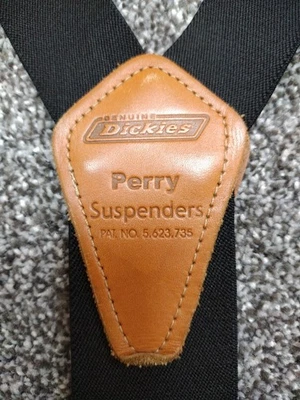 GENUINE
Dickies
Perry
Suspenders
PAT. NO. 5,623,735